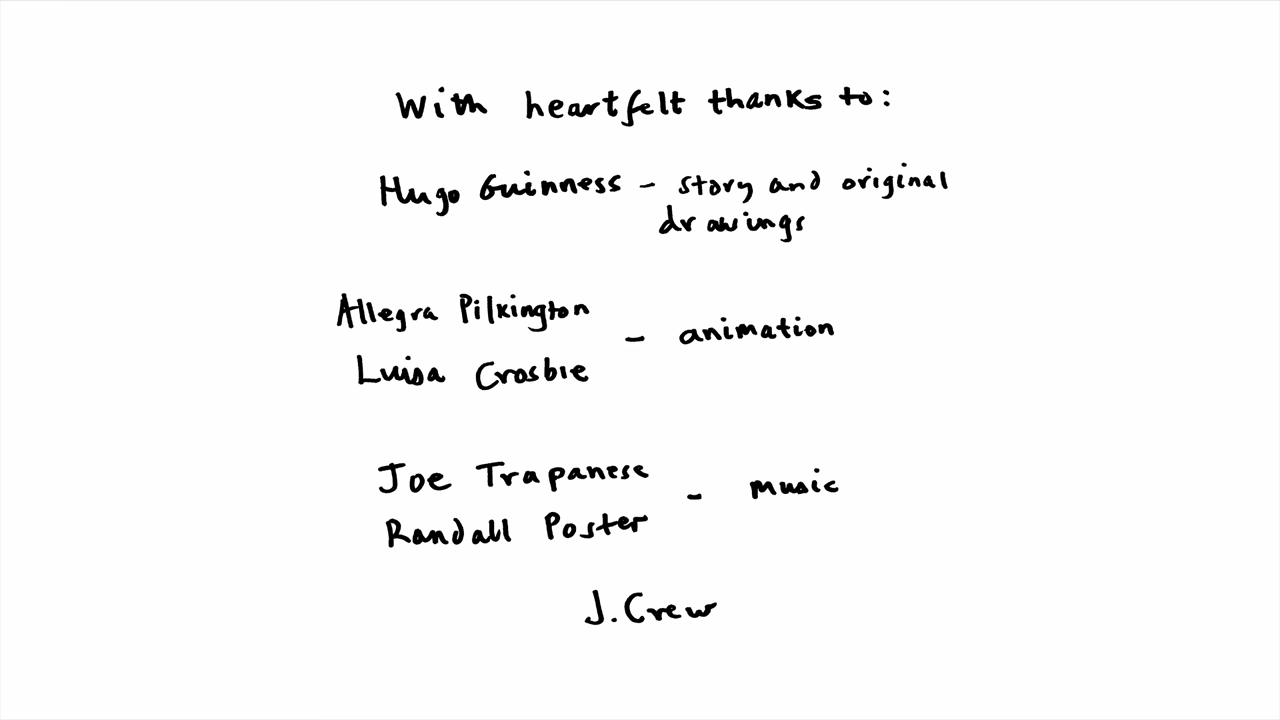 With heartfelt thanks to:
Hugo Guinness - story and original
drawings
Allegra Pilkington
Luisa Crosbie
- animation
Joe Trapanese
Randall Poster
- music
J.Crew